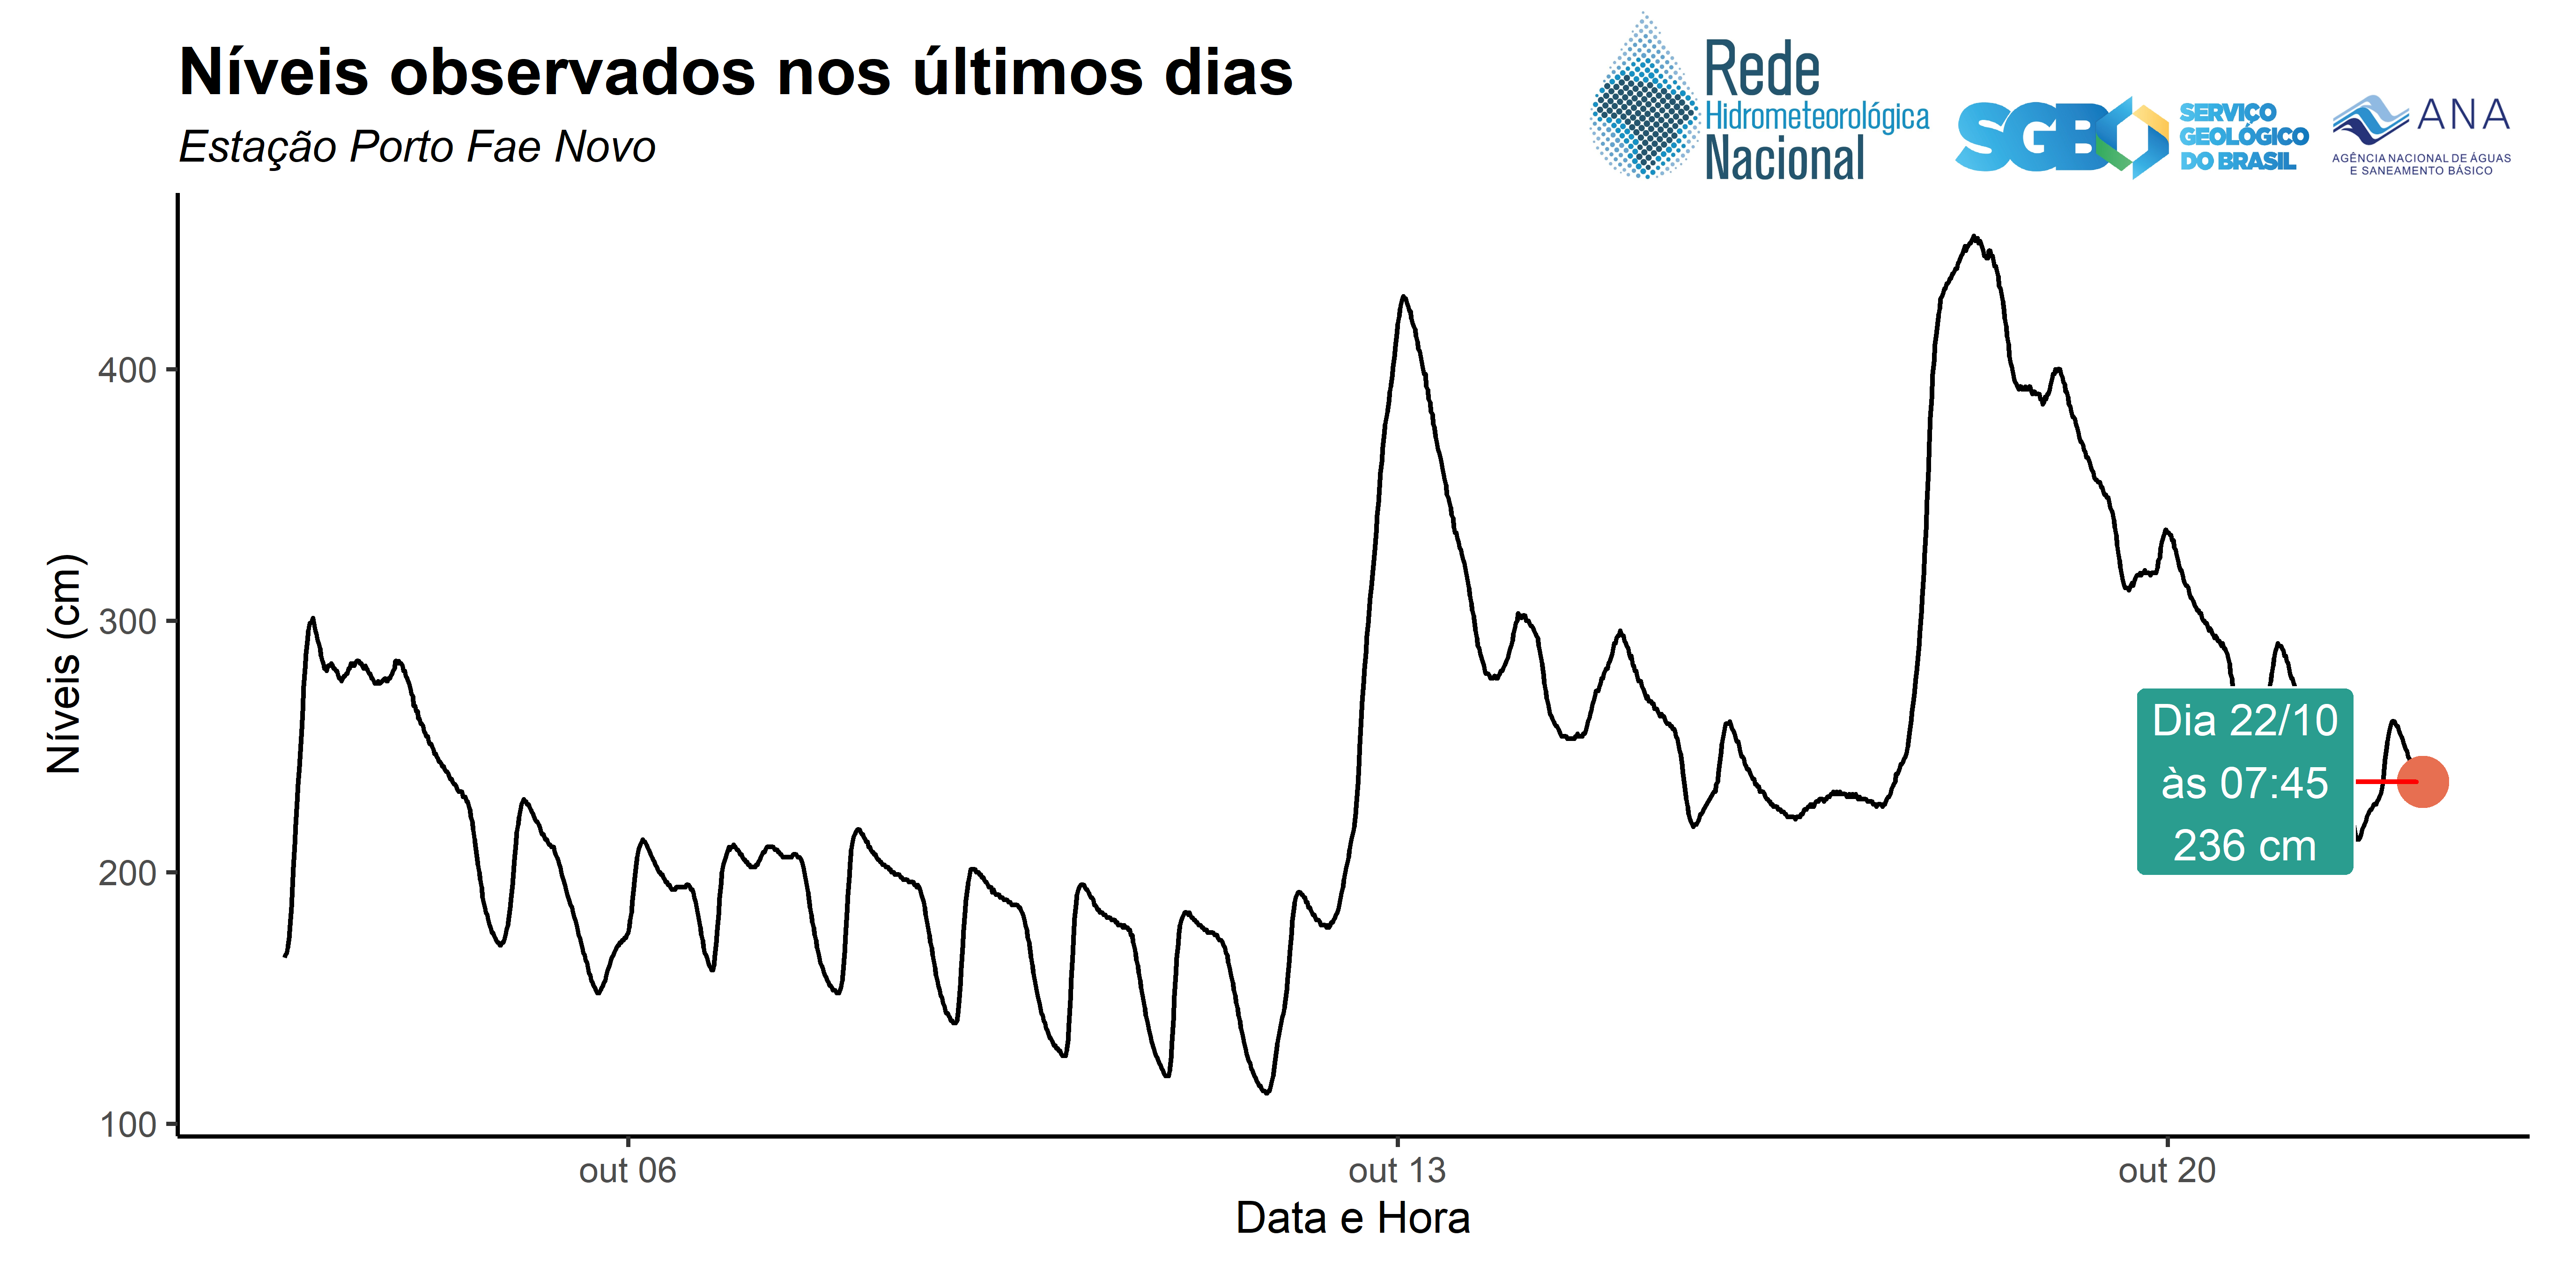 Níveis observados nos últimos dias
Estação Porto Fae Novo
Rede
Hidrometeorológica
Nacional
SGB
SERVIÇO
GEOLÓGICO
DO BRASIL
ANA
AGÊNCIA NACIONAL DE ÁGUAS
E SANEAMENTO BÁSICO
Níveis (cm)
400
300
200
100
Dia 22/10
às 07:45
236 cm
out 06
out 13
out 20
Data e Hora